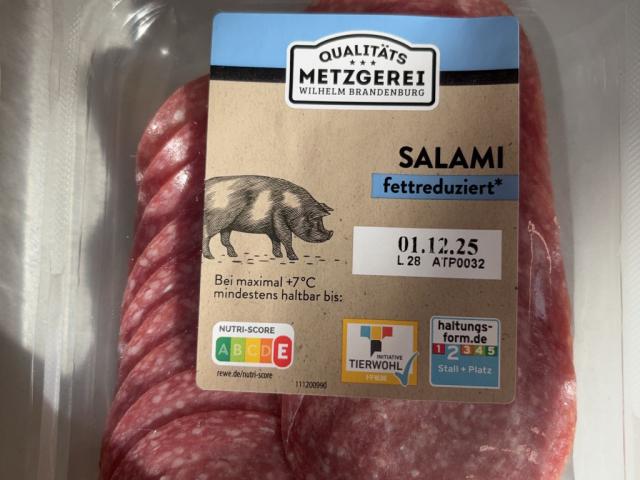 QUALITÄTS
METZGEREI
WILHELM BRANDENBURG
SALAMI
fettreduziert*
01.12.25
L 28 ATP0032
Bei maximal +7°C
mindestens haltbar bis:
NUTRI-SCORE
A B C D E
rewe.de/nutri-score
INITIATIVE
TIERWOHL
haltungs-
form.de
1 2 3 4 5
Stall + Platz
111200990